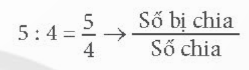 5 : 4 = 5/4 → Số bị chia/Số chia